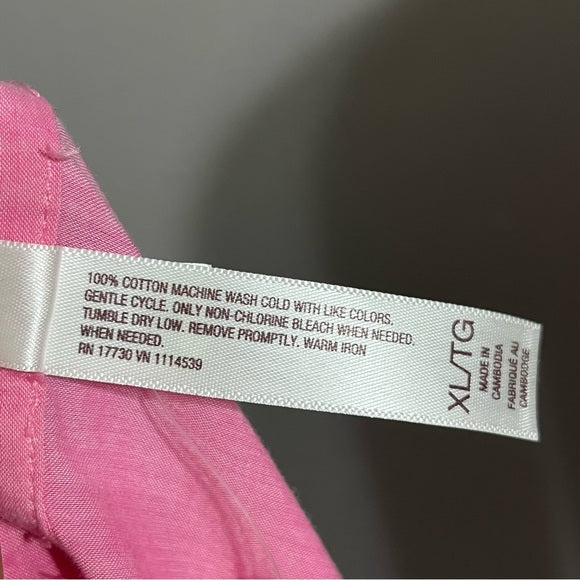 100% COTTON MACHINE WASH COLD WITH LIKE COLORS.
GENTLE CYCLE. ONLY NON-CHLORINE BLEACH WHEN NEEDED.
TUMBLE DRY LOW. REMOVE PROMPTLY. WARM IRON
WHEN NEEDED.
RN 17730 VN 1114539
XL/TG
MADE IN
CAMBODIA
FABRIQUÉ AU
CAMBODGE